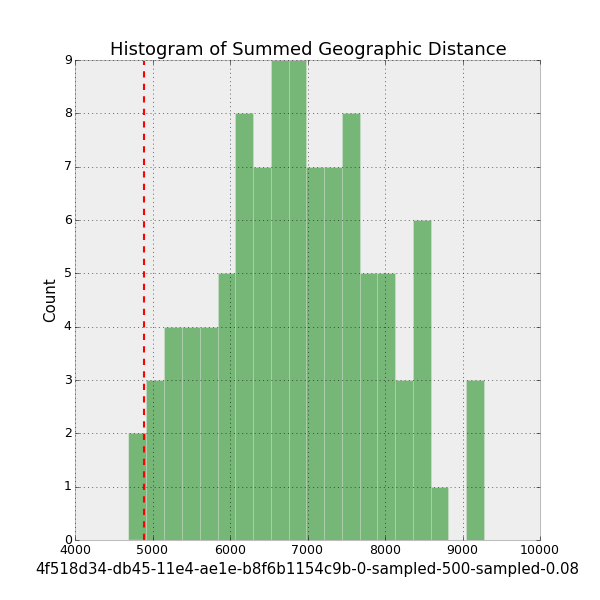 Histogram of Summed Geographic Distance
9
8
7
6
5
4
3
2
1
0
Count
4000 5000 6000 7000 8000 9000 10000
4f518d34-db45-11e4-ae1e-b8f6b1154c9b-0-sampled-500-sampled-0.08